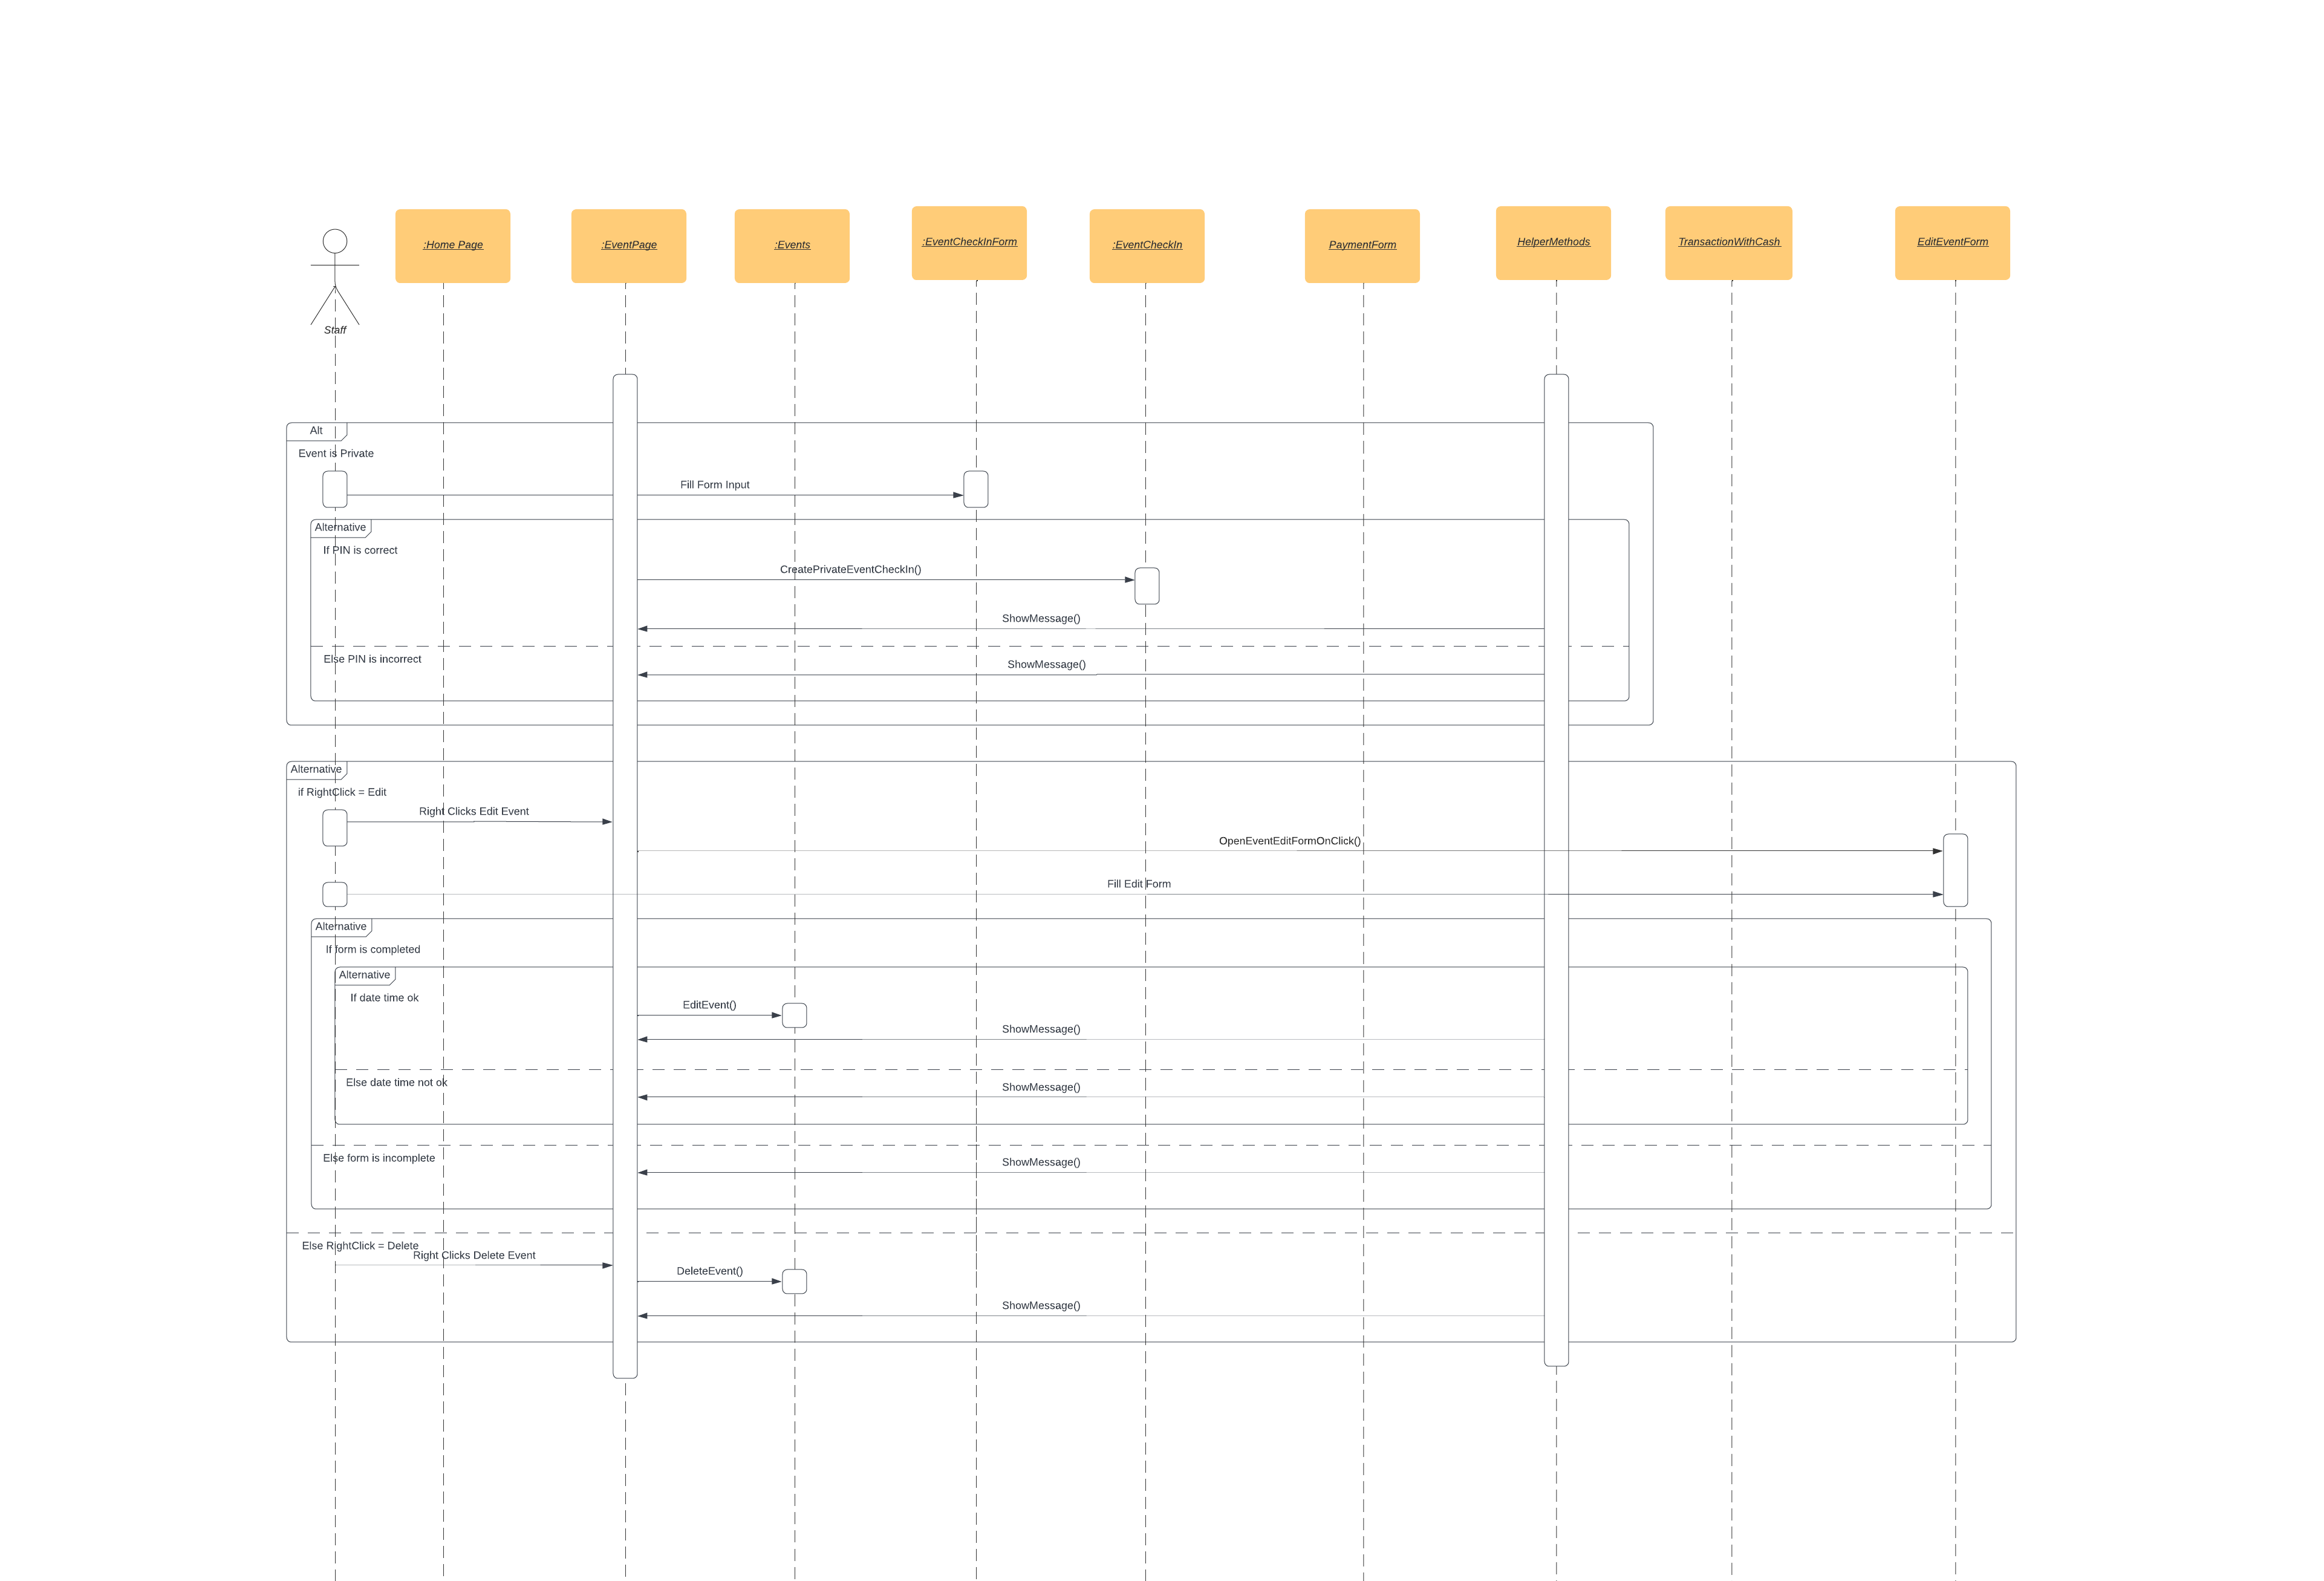 :Home Page
:EventPage
:Events
:EventCheckInForm
:EventCheckIn
PaymentForm
HelperMethods
TransactionWithCash
EditEventForm
Staff
Alt
Event is Private
Fill Form Input
Alternative
If PIN is correct
CreatePrivateEventCheckIn()
ShowMessage()
Else PIN is incorrect
ShowMessage()
Alternative
if RightClick = Edit
Right Clicks Edit Event
OpenEventEditFormOnClick()
Fill Edit Form
Alternative
If form is completed
Alternative
If date time ok
EditEvent()
ShowMessage()
Else date time not ok
ShowMessage()
Else form is incomplete
ShowMessage()
Else RightClick = Delete
Right Clicks Delete Event
DeleteEvent()
ShowMessage()